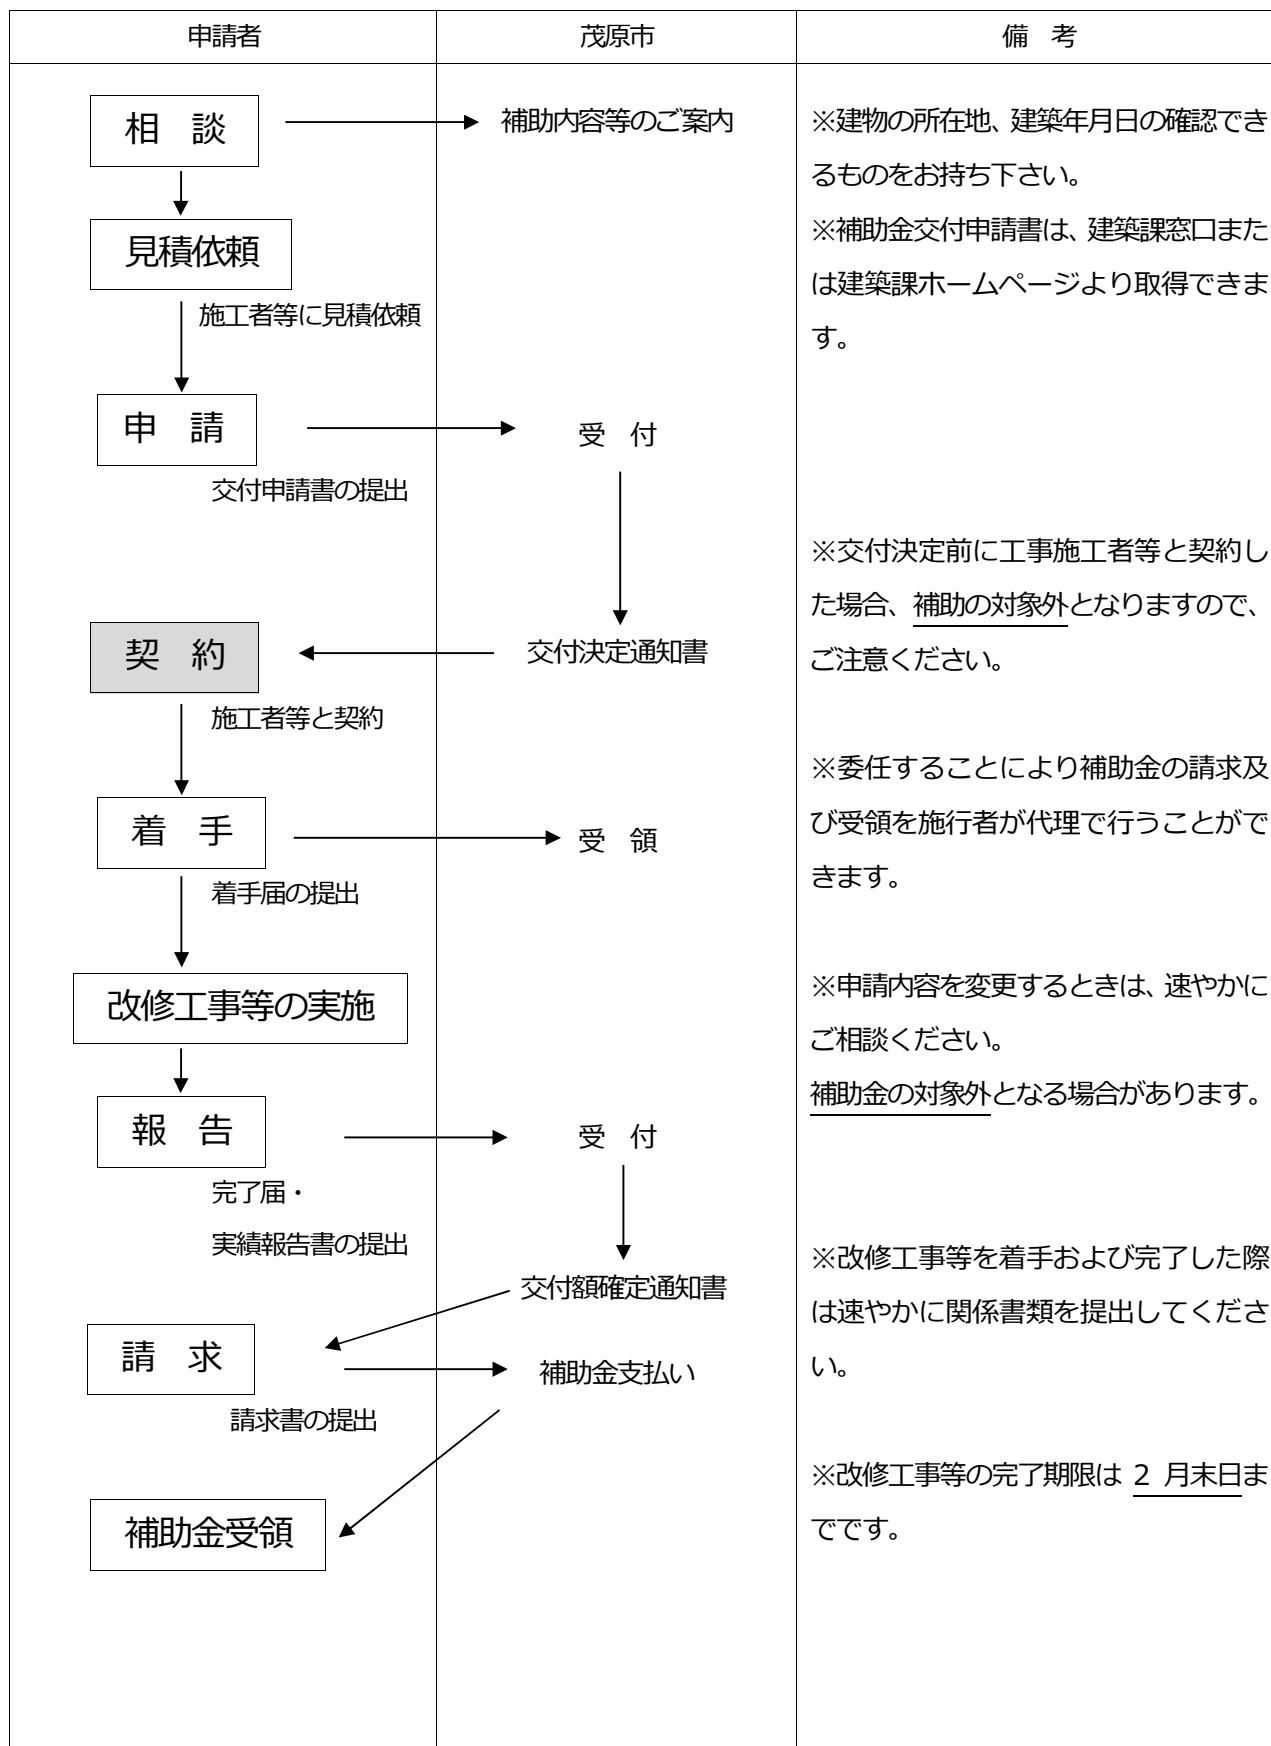 申請者
茂原市
備　考
相　談
補助内容等のご案内
※建物の所在地、建築年月日の確認でき
るものをお持ち下さい。
見積依頼
※補助金交付申請書は、建築課窓口また
は建築課ホームページより取得できま
す。
施工者等に見積依頼
申　請
受　付
交付申請書の提出
※交付決定前に工事施工者等と契約し
た場合、補助の対象外となりますので、
ご注意ください。
契　約
交付決定通知書
施工者等と契約
※委任することにより補助金の請求及
び受領を施行者が代理で行うことがで
きます。
着　手
受　領
着手届の提出
改修工事等の実施
※申請内容を変更するときは、速やかに
ご相談ください。
補助金の対象外となる場合があります。
報　告
受　付
完了届・
実績報告書の提出
※改修工事等を着手および完了した際
は速やかに関係書類を提出してくださ
い。
交付額確定通知書
請　求
補助金支払い
請求書の提出
※改修工事等の完了期限は 2 月末日ま
でです。
補助金受領